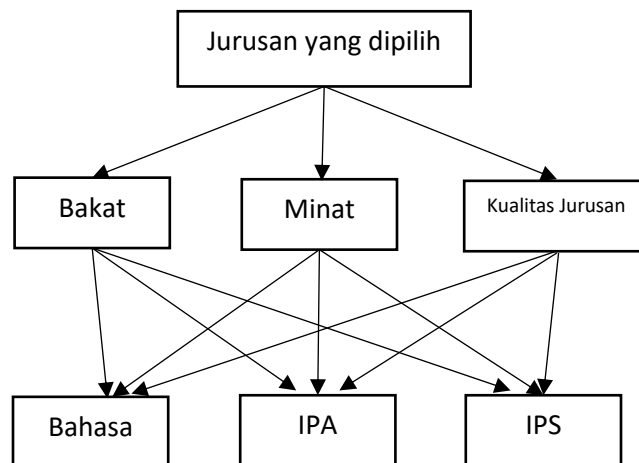 Jurusan yang dipilih
Bakat
Minat
Kualitas Jurusan
Bahasa
IPA
IPS